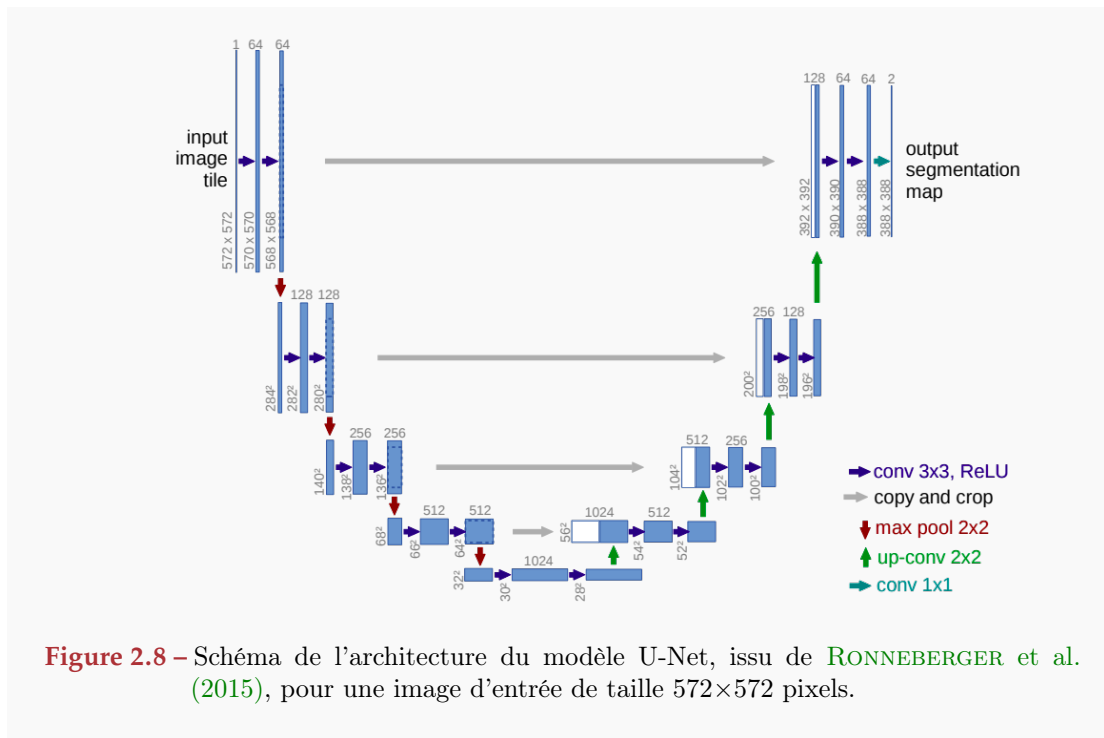 1 64 64
input
image
tile
572 x 572
570 x 570
568 x 568
128 64 64 2
output
segmentation
map
392 x 392
390 x 390
388 x 388
388 x 388
128 128
284²
282²
280²
256 128
200²
198²
196²
256 256
140²
138²
136²
512 256
104²
102²
100²
512 512
68²
66²
64²
1024 512
56²
54²
52²
1024
32²
30²
28²
conv 3x3, ReLU
copy and crop
max pool 2x2
up-conv 2x2
conv 1x1
Figure 2.8 – Schéma de l'architecture du modèle U-Net, issu de RONNEBERGER et al.
(2015), pour une image d'entrée de taille 572×572 pixels.